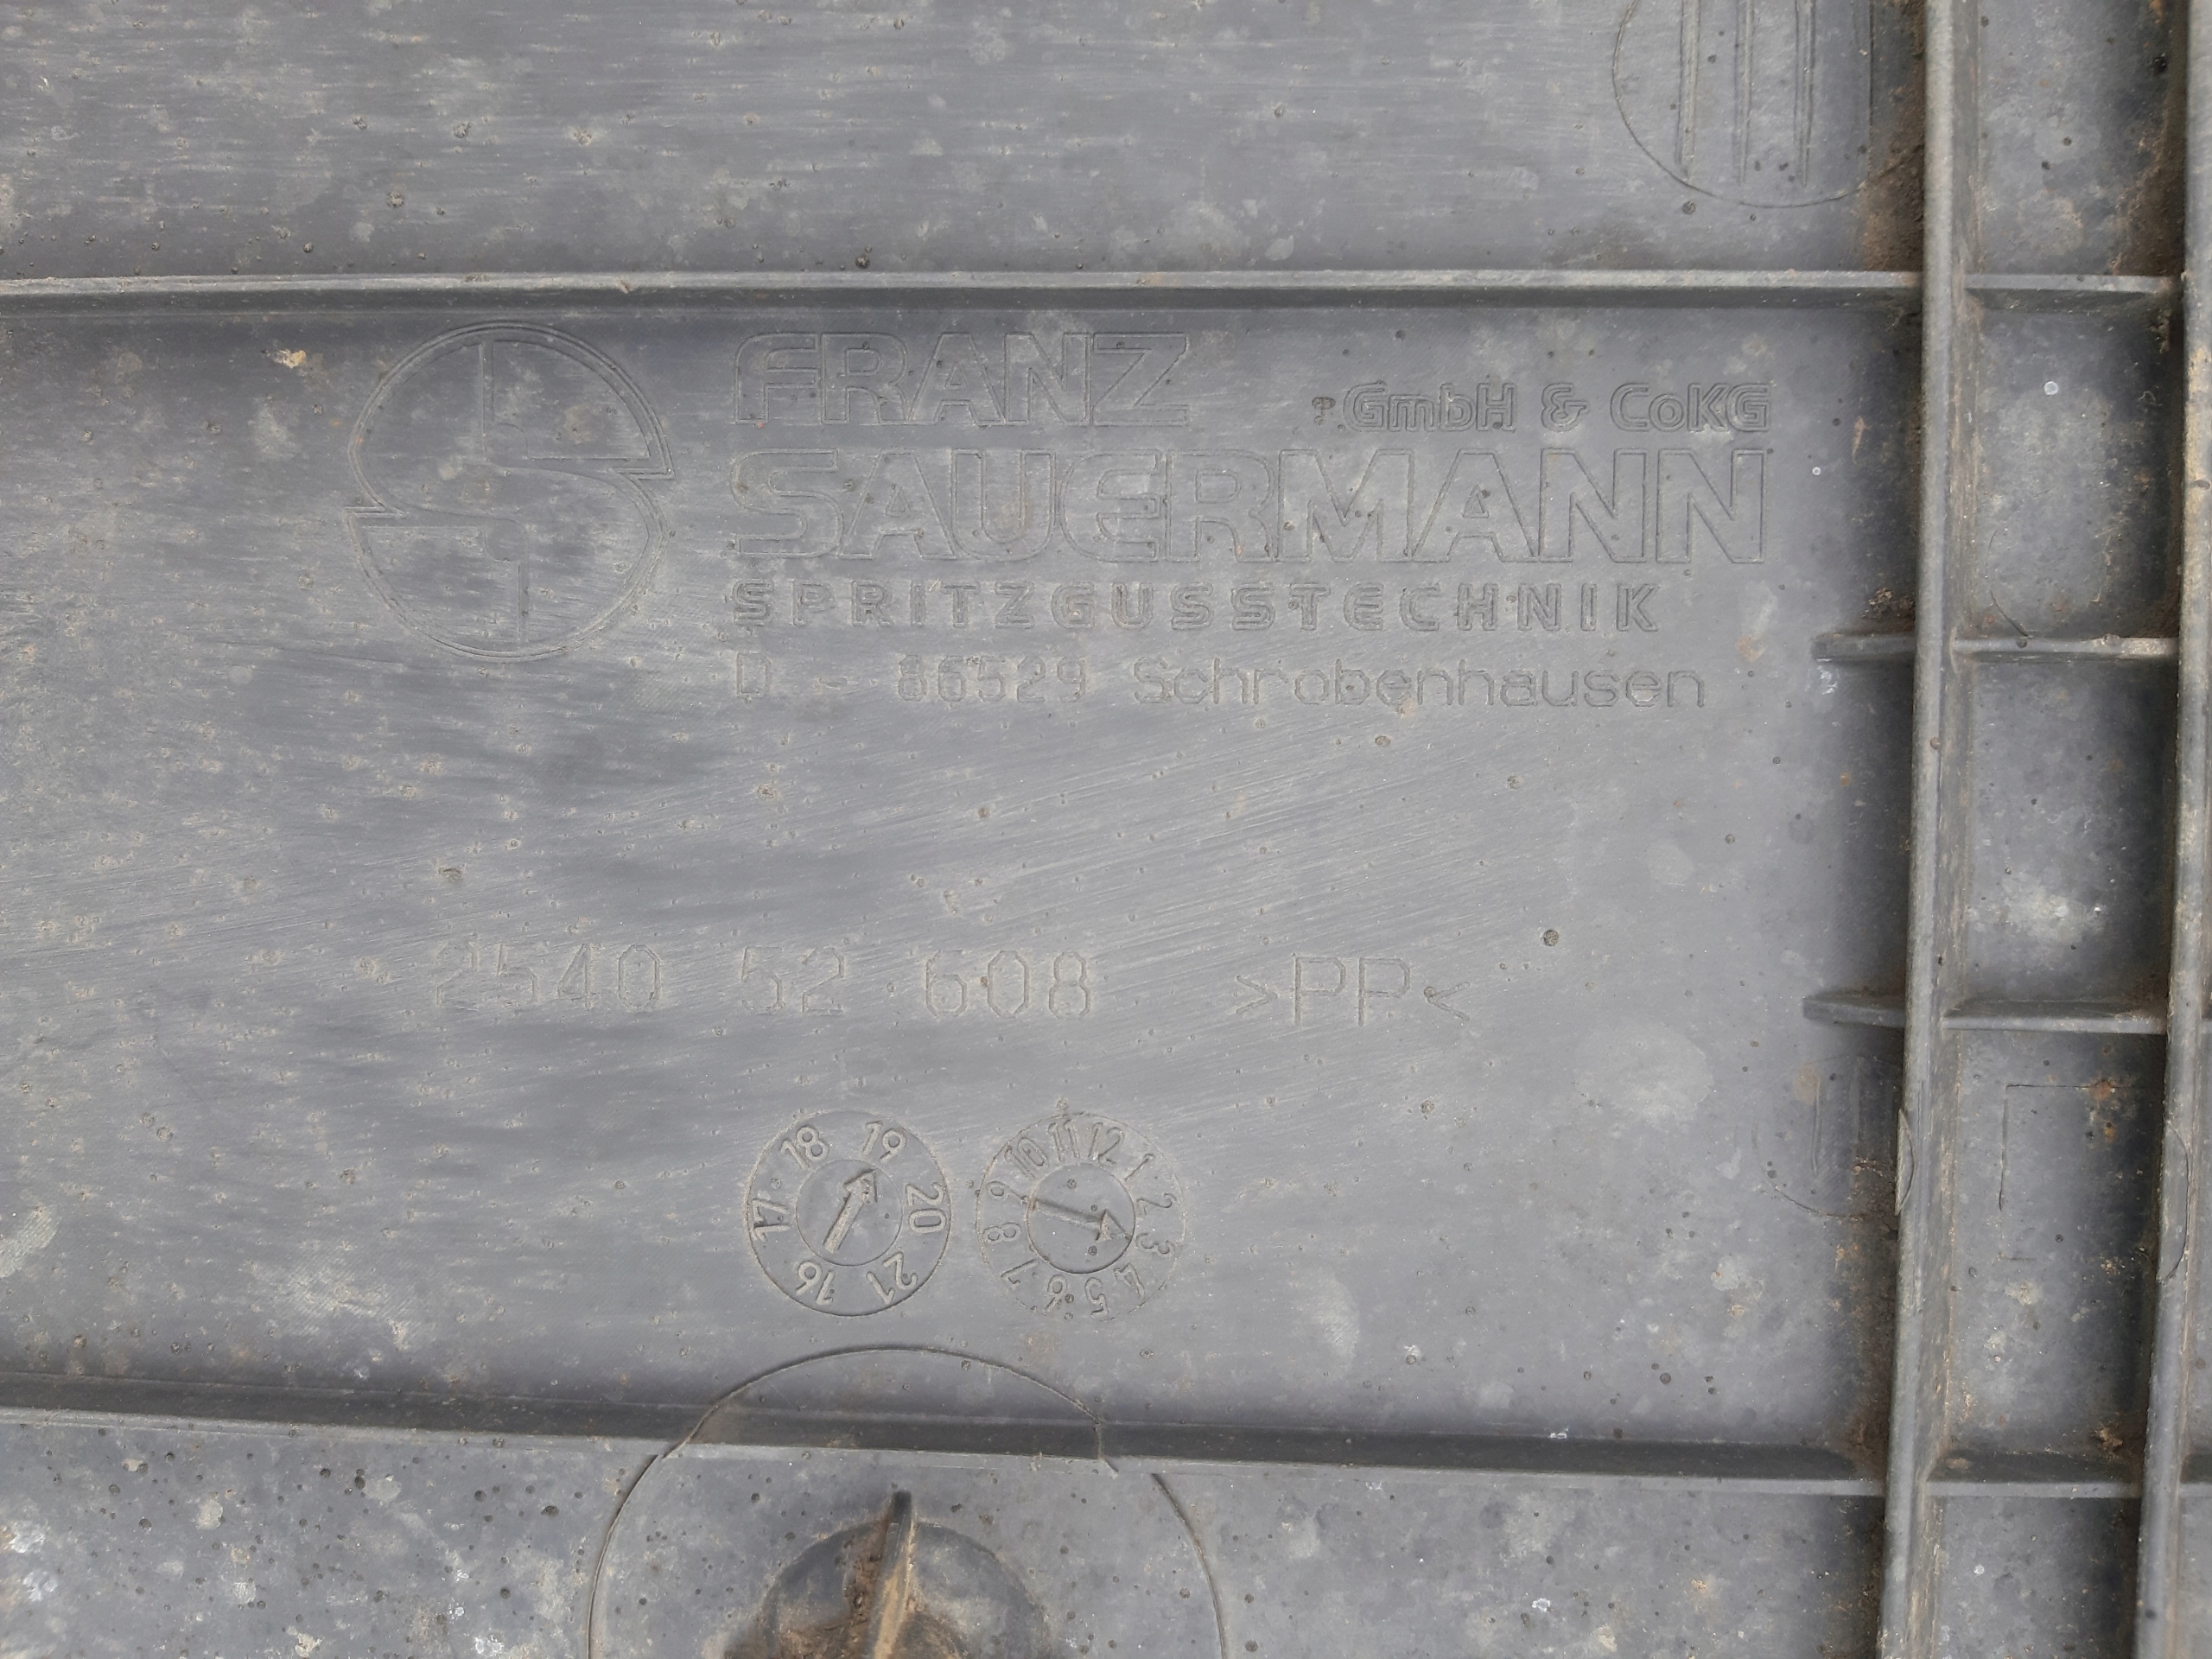 FRANZ
GmbH & CoKG
SAUERMANN
SPRITZGUSSTECHNIK
D - 86529 Schrobenhausen
2540 52 608 >PP<
16 17 18 19 20 21
1 2 3 4 5 6 7 8 9 10 11 12